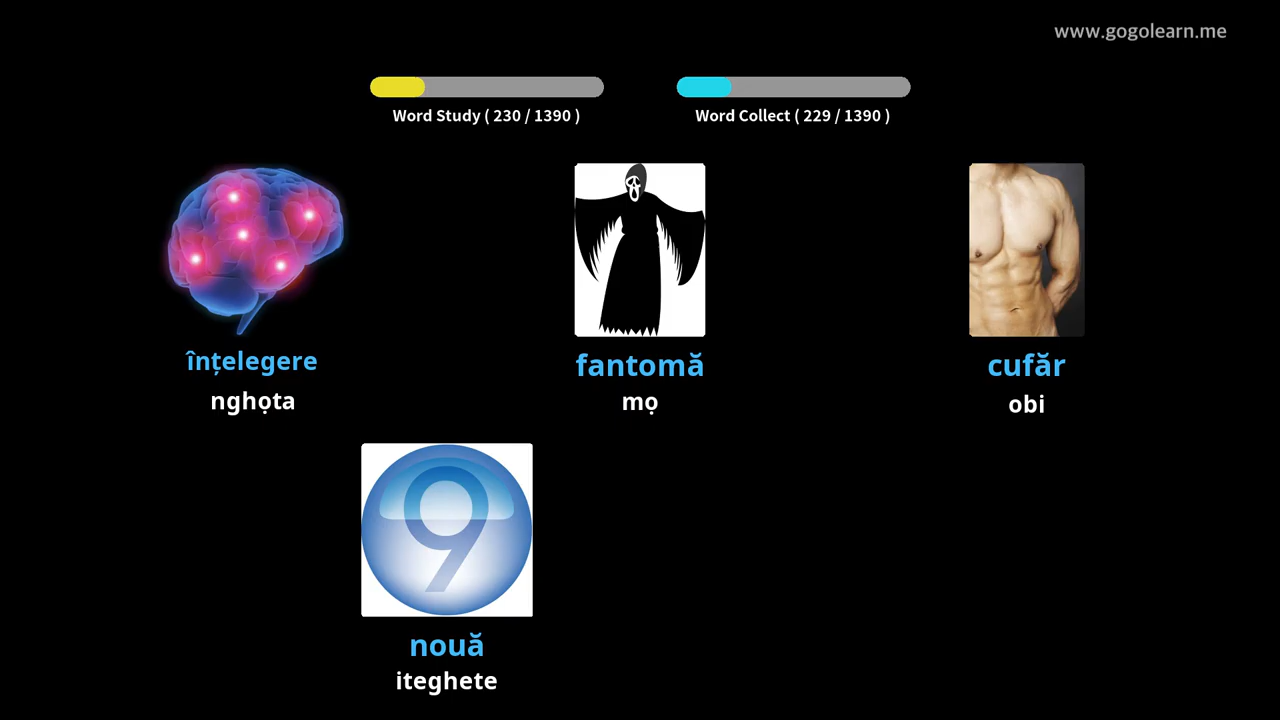 www.gogolearn.me
Word Study ( 230 / 1390 )
Word Collect ( 229 / 1390 )
înțelegere
nghọta
fantomă
mọ
cufăr
obi
9
nouă
iteghete